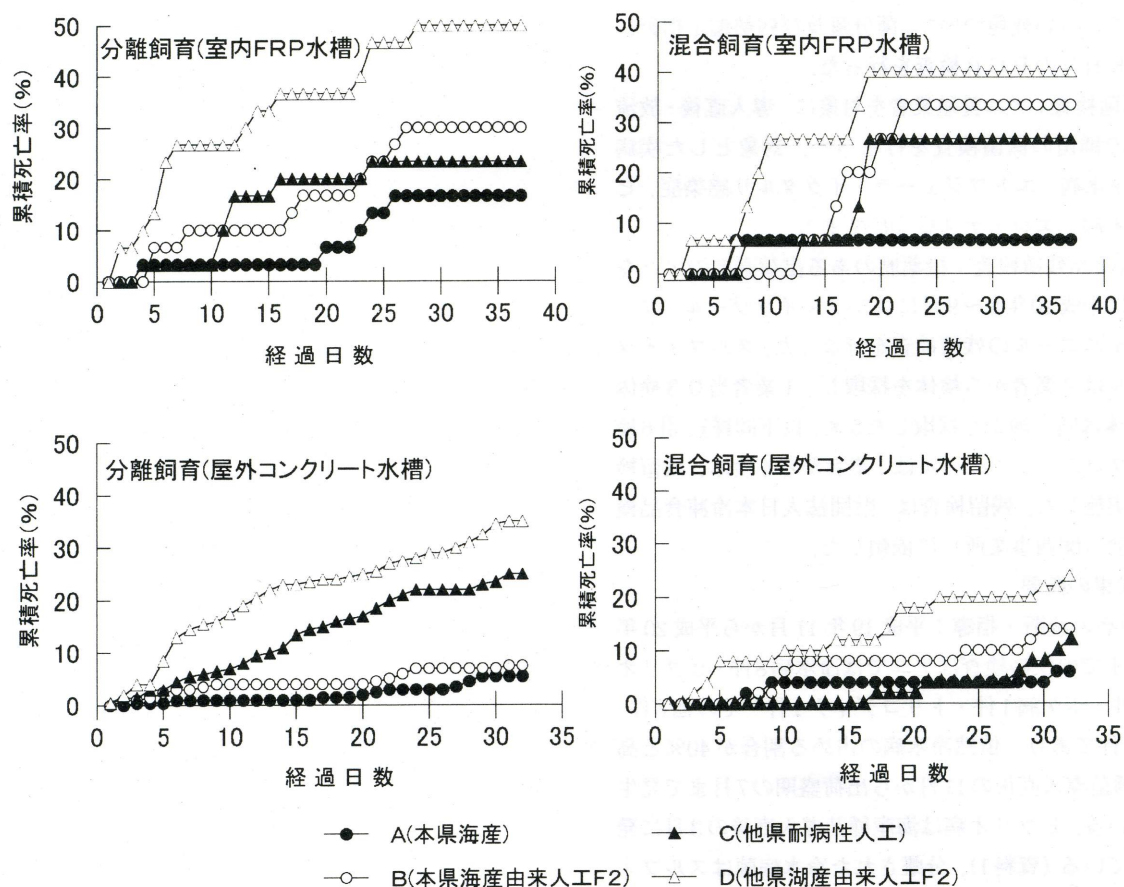 分離飼育(室内FRP水槽)
累積死亡率(%)
50
40
30
20
10
0
0 5 10 15 20 25 30 35 40
経過日数
混合飼育(室内FRP水槽)
累積死亡率(%)
50
40
30
20
10
0
0 5 10 15 20 25 30 35 40
経過日数
分離飼育(屋外コンクリート水槽)
累積死亡率(%)
50
40
30
20
10
0
0 5 10 15 20 25 30 35
経過日数
混合飼育(屋外コンクリート水槽)
累積死亡率(%)
50
40
30
20
10
0
0 5 10 15 20 25 30 35
経過日数
A(本県海産)
C(他県耐病性人工)
B(本県海産由来人工F2)
D(他県湖産由来人工F2)